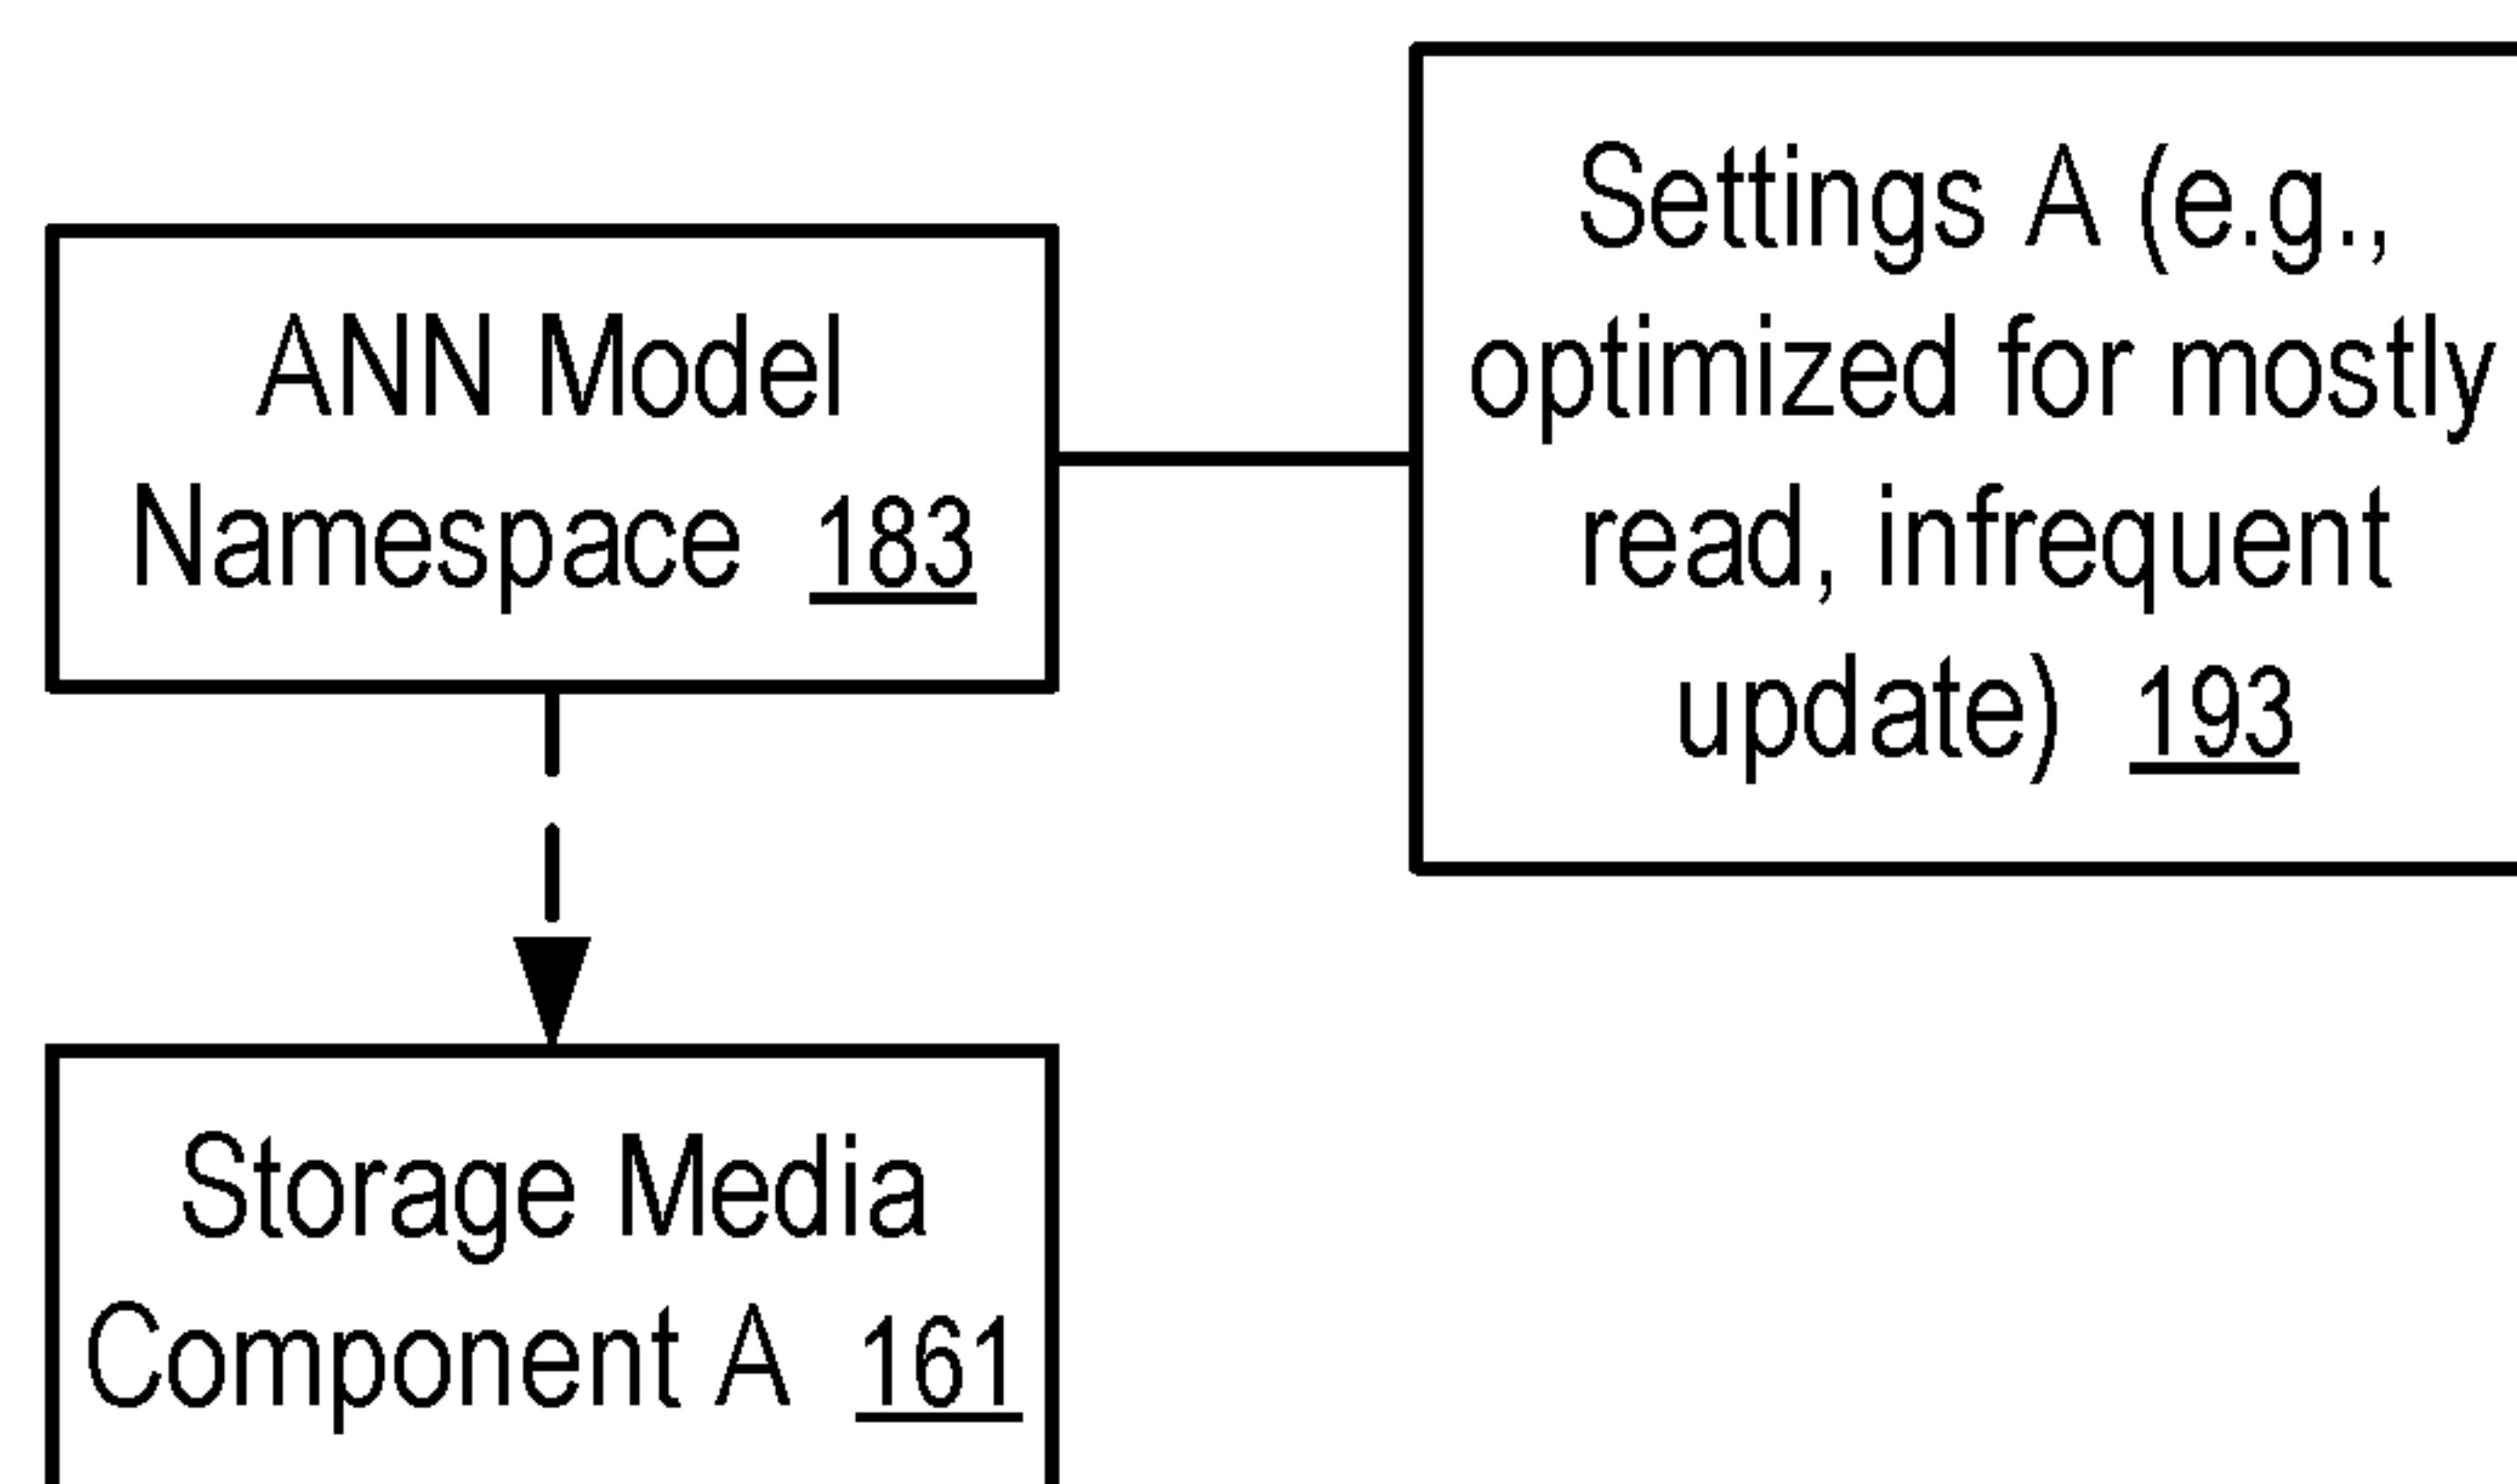 ANN Model
Namespace 183
Settings A (e.g.,
optimized for mostly
read, infrequent
update) 193
Storage Media
Component A 161